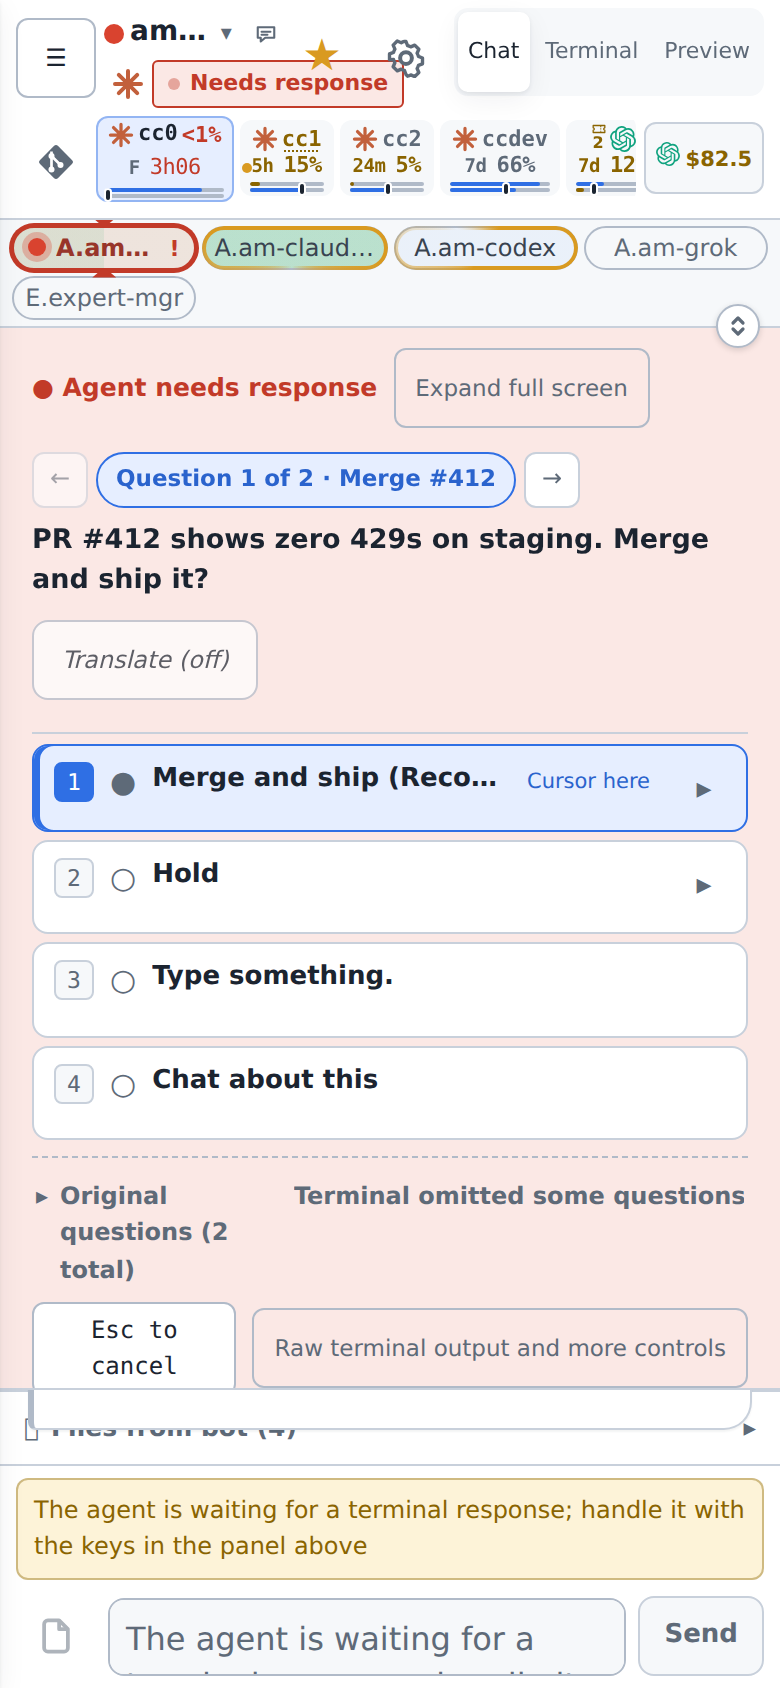 ☰
am... ▼
Needs response
Chat Terminal Preview
cc0 <1%
F 3h06
cc1
5h 15%
cc2
24m 5%
ccdev
7d 66%
2
7d 12
$82.5
A.am... !
A.am-claud...
A.am-codex
A.am-grok
E.expert-mgr
Agent needs response
Expand full screen
←
Question 1 of 2 · Merge #412
→
PR #412 shows zero 429s on staging. Merge
and ship it?
Translate (off)
1 Merge and ship (Reco... Cursor here ▶
2 Hold ▶
3 Type something.
4 Chat about this
▶ Original
questions (2
total)
Terminal omitted some questions
Esc to
cancel
Raw terminal output and more controls
Files from bot (4) ▶
The agent is waiting for a terminal response; handle it with
the keys in the panel above
The agent is waiting for a
Send